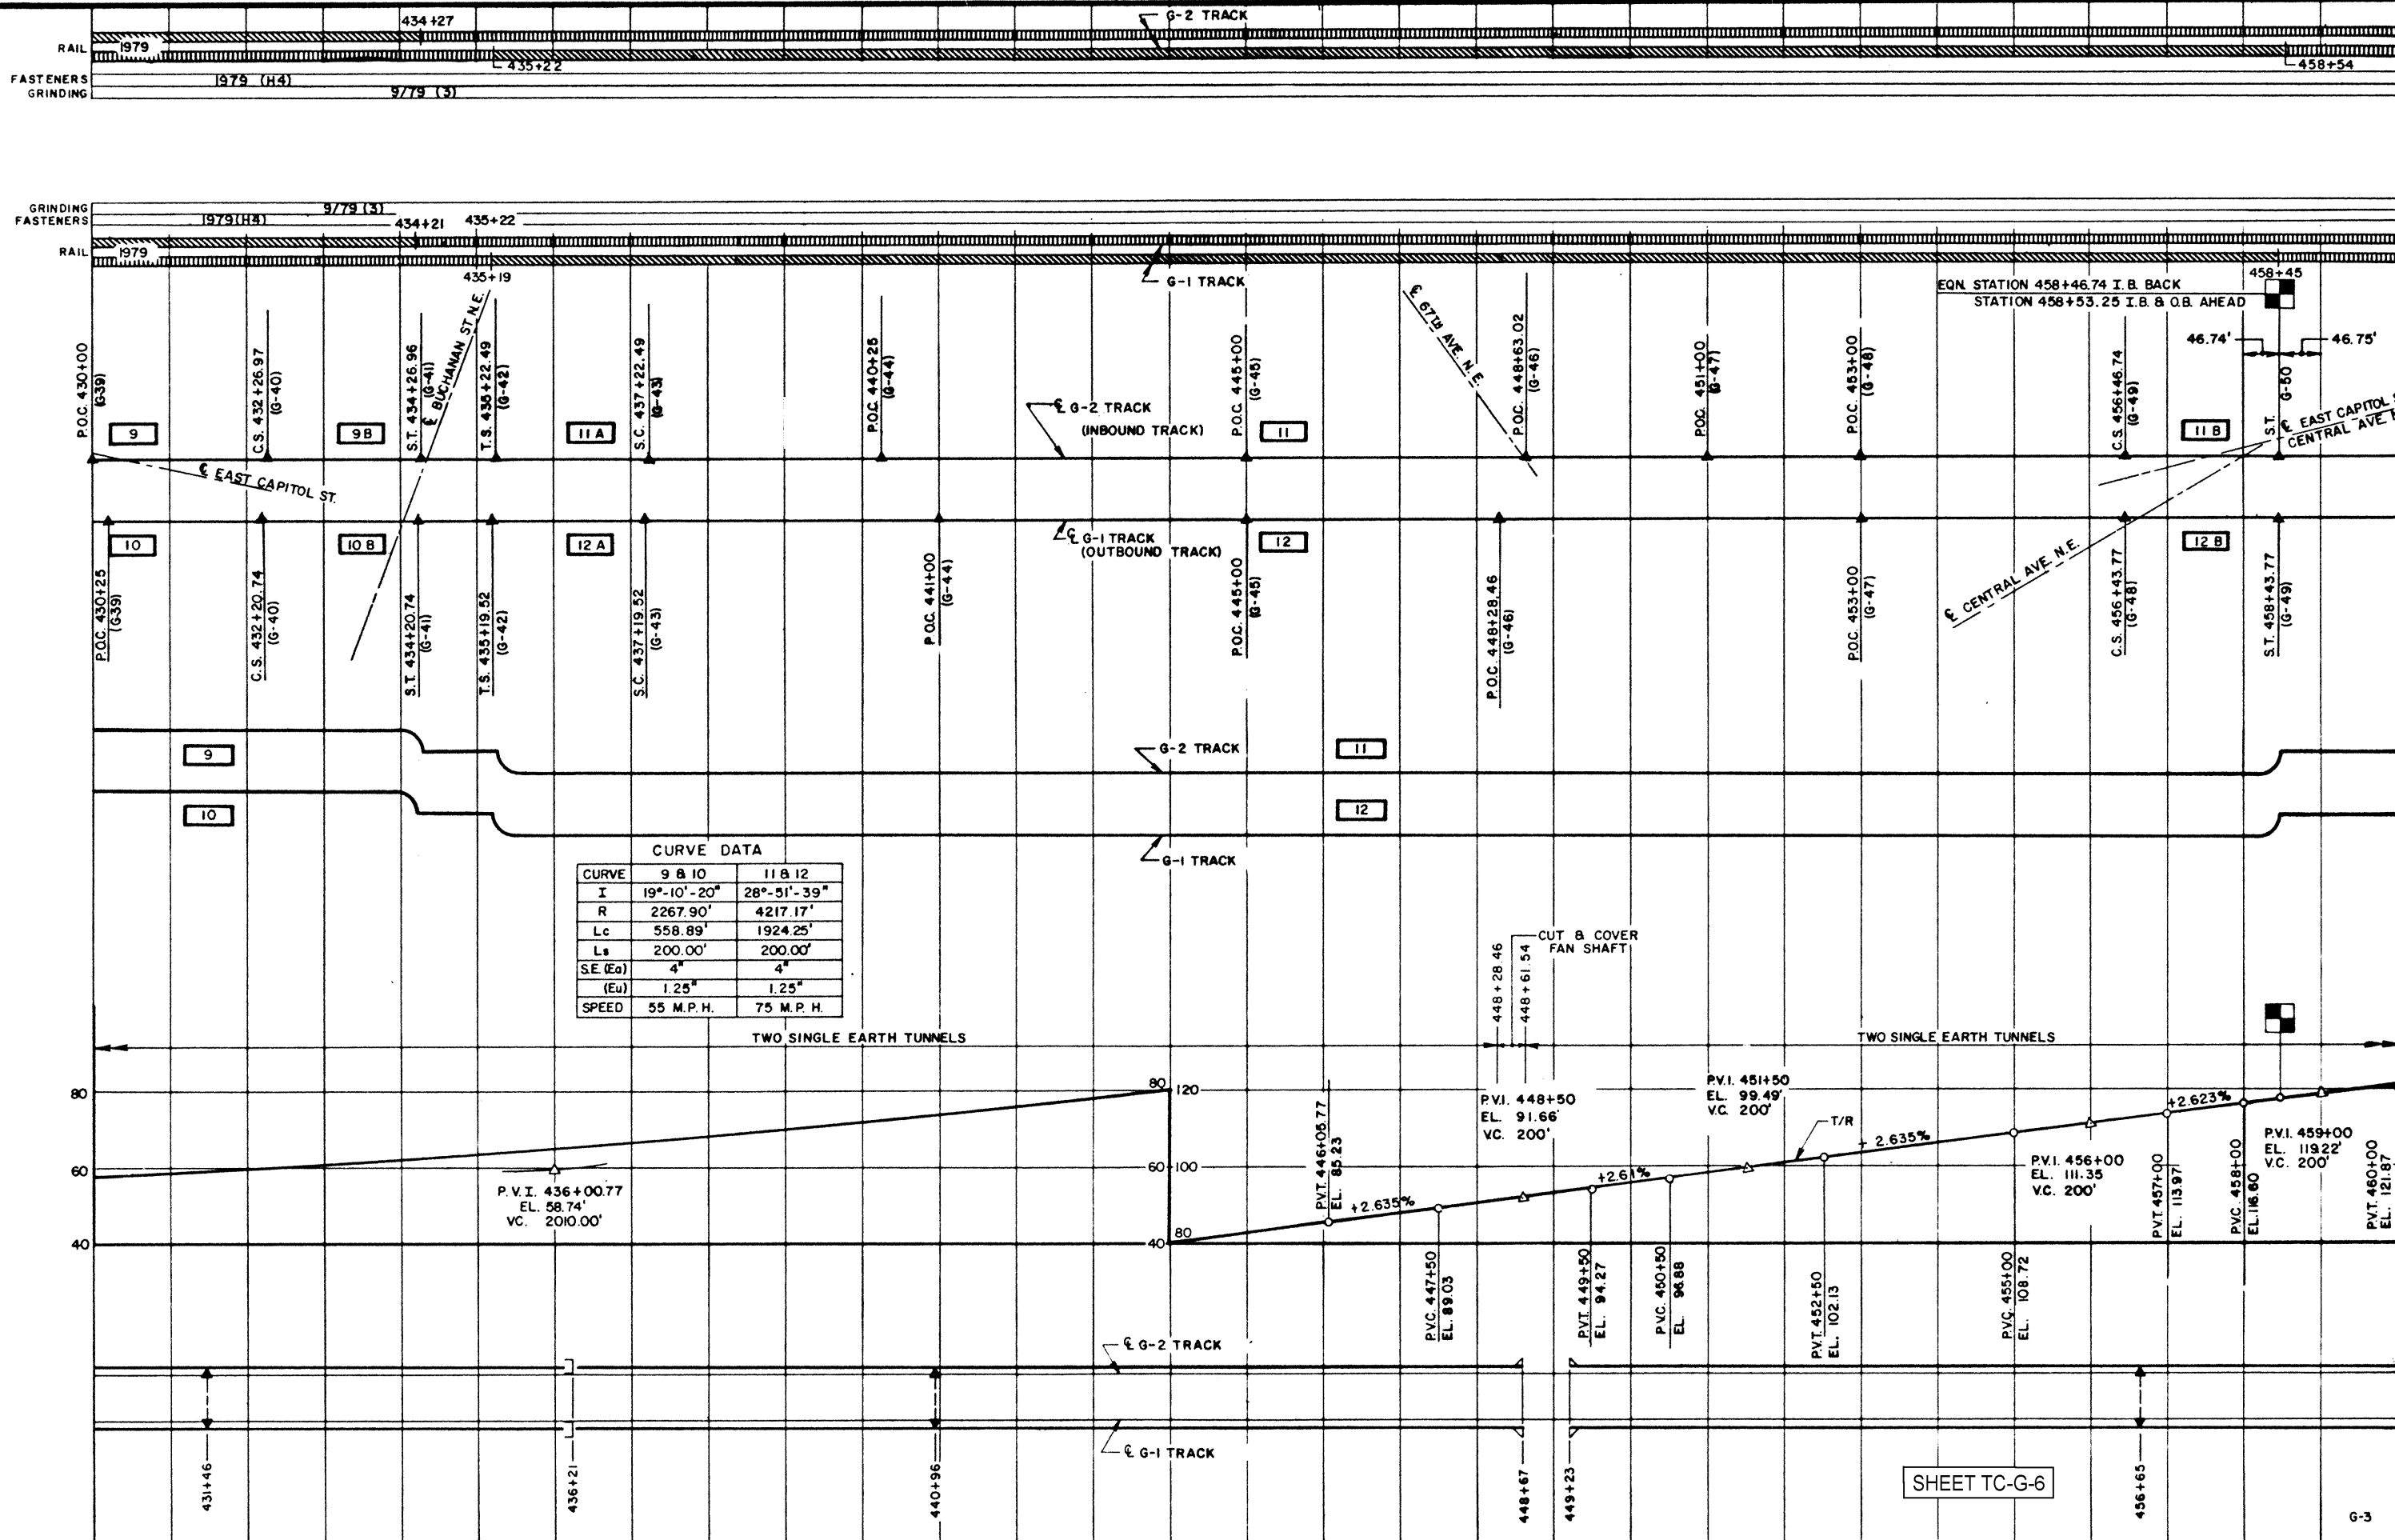 434+27
G-2 TRACK
RAIL 1979
435+22
458+54
FASTENERS 1979 (H4)
GRINDING 9/79 (3)
GRINDING 9/79 (3)
FASTENERS 1979(H4) 434+21 435+22
RAIL 1979
435+19
G-1 TRACK
458+45
EQN. STATION 458+46.74 I.B. BACK
STATION 458+53.25 I.B. & O.B. AHEAD
46.74' 46.75'
P.O.C. 430+00
(G39)
C.S. 432+26.97
(G-40)
S.T. 434+26.96
(G-41)
℄ BUCHANAN ST N.E.
T.S. 435+22.49
(G-42)
S.C. 437+22.49
(G-43)
P.O.C. 440+25
(G-44)
P.O.C. 445+00
(G-45)
℄ 67TH AVE. N.E.
P.O.C. 448+63.02
(G-46)
P.O.C. 451+00
(G-47)
P.O.C. 453+00
(G-48)
C.S. 456+46.74
(G-49)
S.T.
G-50
℄ EAST CAPITOL
CENTRAL AVE.
9 9B 11A 11 11B
℄ G-2 TRACK
(INBOUND TRACK)
℄ EAST CAPITOL ST.
℄ G-1 TRACK
(OUTBOUND TRACK)
10 10B 12A 12 12B
P.O.C. 430+25
(G39)
C.S. 432+20.74
(G-40)
S.T. 434+20.74
(G-41)
T.S. 435+19.52
(G-42)
S.C. 437+19.52
(G-43)
P.O.C. 441+00
(G-44)
P.O.C. 445+00
(G-45)
P.O.C. 448+28.46
(G-46)
P.O.C. 453+00
(G-47)
℄ CENTRAL AVE. N.E.
C.S. 456+43.77
(G-48)
S.T. 458+43.77
(G-49)
9 G-2 TRACK 11
10 12
G-1 TRACK
CURVE DATA
CURVE 9 & 10 11 & 12
I 19°-10'-20" 28°-51'-39"
R 2267.90' 4217.17'
Lc 558.89' 1924.25'
Ls 200.00' 200.00'
S.E. (Ea) 4" 4"
(Eu) 1.25" 1.25"
SPEED 55 M.P.H. 75 M.P.H.
CUT & COVER
FAN SHAFT
448+28.46
448+61.54
TWO SINGLE EARTH TUNNELS
TWO SINGLE EARTH TUNNELS
80 80 120
60 60 100
40 40 80
P.V.I. 436+00.77
EL. 58.74'
VC. 2010.00'
P.V.T. 446+05.77
EL. 85.23
+2.635%
P.V.I. 448+50
EL. 91.66'
V.C. 200'
+2.61%
P.V.I. 451+50
EL. 99.49'
V.C. 200'
T/R
+ 2.635%
P.V.I. 456+00
EL. 111.35
V.C. 200'
+2.623%
P.V.T. 457+00
EL. 113.97
P.V.C. 458+00
EL. 116.60
P.V.I. 459+00
EL. 119.22'
V.C. 200'
P.V.T. 460+00
EL. 121.87
P.V.C. 447+50
EL. 89.03
P.V.T. 449+50
EL. 94.27
P.V.C. 450+50
EL. 96.88
P.V.T. 452+50
EL. 102.13
P.V.C. 455+00
EL. 108.72
℄ G-2 TRACK
℄ G-1 TRACK
431+46
436+21
440+96
448+67
449+23
456+65
SHEET TC-G-6
G-3